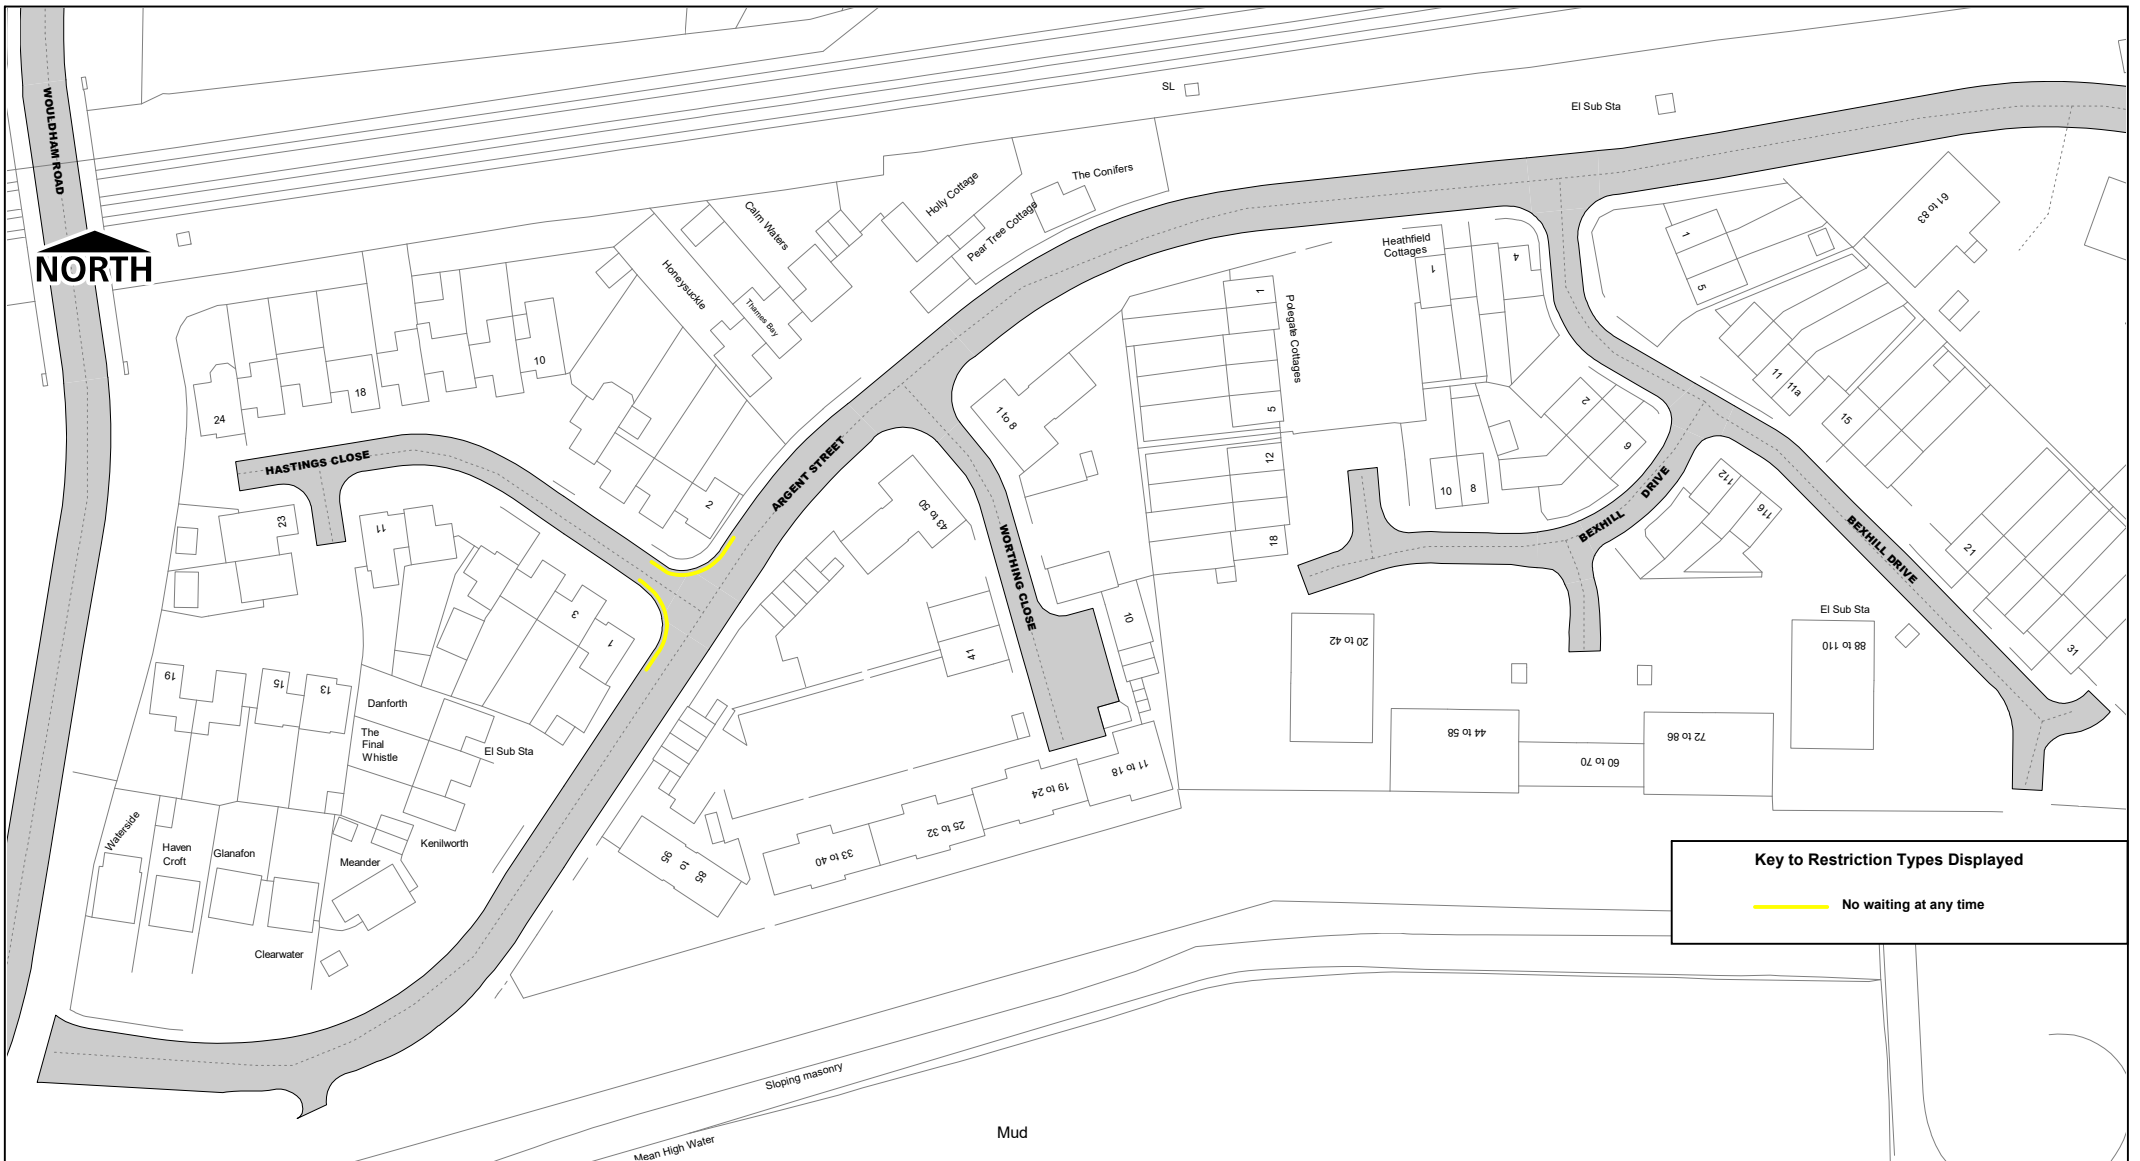 WOULDHAM ROAD
NORTH
SL
El Sub Sta
Holly Cottage
The Conifers
Pear Tree Cottage
Calm Waters
Honeysuckle
Thames Bay
Heathfield
Cottages
1
4
1
5
61 to 83
Polegate Cottages
1
5
12
18
10
18
24
1 to 8
2
6
10
8
11
11a
15
HASTINGS CLOSE
ARGENT STREET
WORTHING CLOSE
BEXHILL
DRIVE
BEXHILL DRIVE
2
43 to 50
23
11
112
116
21
31
3
1
41
10
El Sub Sta
20 to 42
88 to 110
44 to 58
60 to 70
72 to 86
19
15
13
Danforth
The
Final
Whistle
El Sub Sta
Kenilworth
Waterside
Haven
Croft
Glanafon
Meander
Clearwater
11 to 18
19 to 24
25 to 32
33 to 40
85
to
95
Key to Restriction Types Displayed
No waiting at any time
Sloping masonry
Mean High Water
Mud